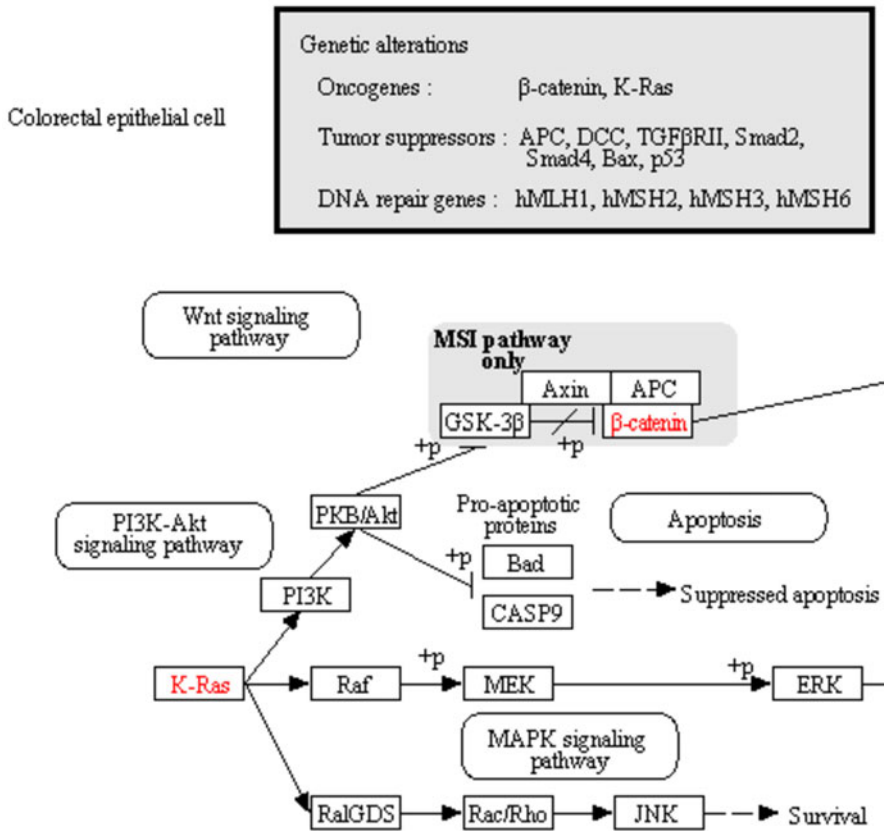 Genetic alterations
Oncogenes : β-catenin, K-Ras
Colorectal epithelial cell
Tumor suppressors : APC, DCC, TGFβRII, Smad2,
Smad4, Bax, p53
DNA repair genes : hMLH1, hMSH2, hMSH3, hMSH6
Wnt signaling
pathway
MSI pathway
only
Axin APC
GSK-3β β-catenin
+p +p
PKB/Akt
Pro-apoptotic
proteins
Apoptosis
PI3K-Akt
signaling pathway
+p
Bad
PI3K
CASP9
Suppressed apoptosis
+p +p
K-Ras Raf MEK ERK
MAPK signaling
pathway
RalGDS Rac/Rho JNK Survival